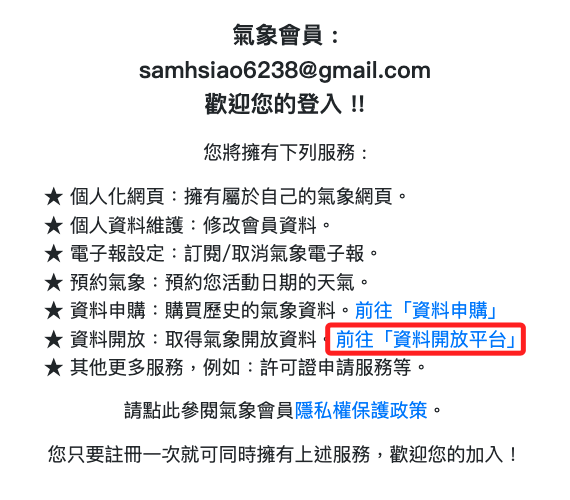 氣象會員：
samhsiao6238@gmail.com
歡迎您的登入 !!
您將擁有下列服務：
★ 個人化網頁：擁有屬於自己的氣象網頁。
★ 個人資料維護：修改會員資料。
★ 電子報設定：訂閱/取消氣象電子報。
★ 預約氣象：預約您活動日期的天氣。
★ 資料申購：購買歷史的氣象資料。前往「資料申購」
★ 資料開放：取得氣象開放資料。前往「資料開放平台」
★ 其他更多服務，例如：許可證申請服務等。
請點此參閱氣象會員隱私權保護政策。
您只要註冊一次就可同時擁有上述服務，歡迎您的加入！